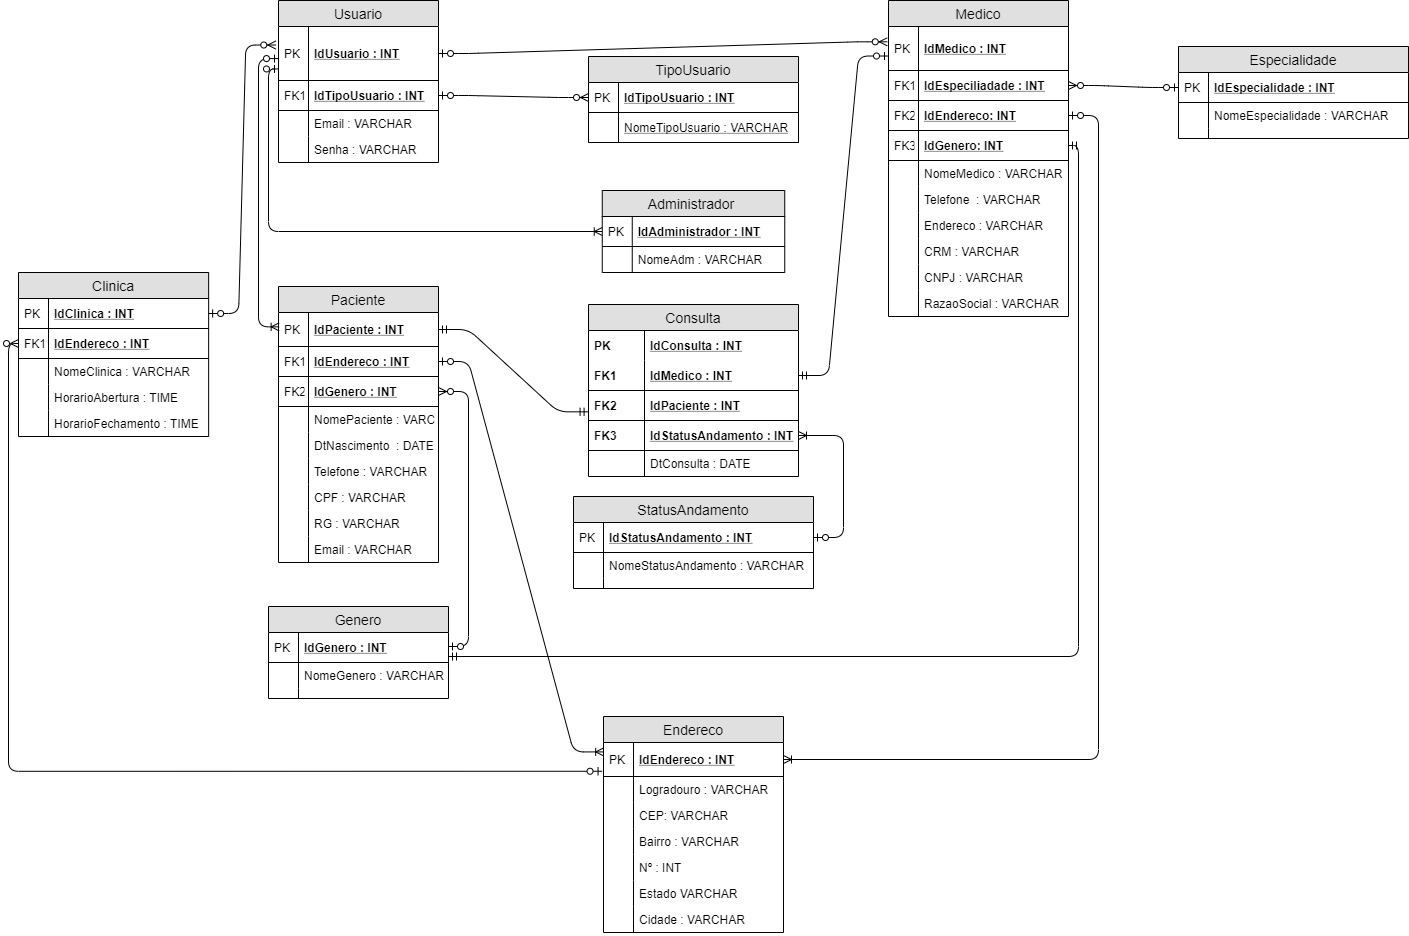 Usuario
PK IdUsuario : INT
FK1 IdTipoUsuario : INT
Email : VARCHAR
Senha : VARCHAR
TipoUsuario
PK IdTipoUsuario : INT
NomeTipoUsuario : VARCHAR
Medico
PK IdMedico : INT
FK1 IdEspeciliadade : INT
FK2 IdEndereco: INT
FK3 IdGenero: INT
NomeMedico : VARCHAR
Telefone : VARCHAR
Endereco : VARCHAR
CRM : VARCHAR
CNPJ : VARCHAR
RazaoSocial : VARCHAR
Especialidade
PK IdEspecialidade : INT
NomeEspecialidade : VARCHAR
Administrador
PK IdAdministrador : INT
NomeAdm : VARCHAR
Clinica
PK IdClinica : INT
FK1 IdEndereco : INT
NomeClinica : VARCHAR
HorarioAbertura : TIME
HorarioFechamento : TIME
Paciente
PK IdPaciente : INT
FK1 IdEndereco : INT
FK2 IdGenero : INT
NomePaciente : VARC
DtNascimento : DATE
Telefone : VARCHAR
CPF : VARCHAR
RG : VARCHAR
Email : VARCHAR
Consulta
PK IdConsulta : INT
FK1 IdMedico : INT
FK2 IdPaciente : INT
FK3 IdStatusAndamento : INT
DtConsulta : DATE
StatusAndamento
PK IdStatusAndamento : INT
NomeStatusAndamento : VARCHAR
Genero
PK IdGenero : INT
NomeGenero : VARCHAR
Endereco
PK IdEndereco : INT
Logradouro : VARCHAR
CEP: VARCHAR
Bairro : VARCHAR
Nº : INT
Estado VARCHAR
Cidade : VARCHAR